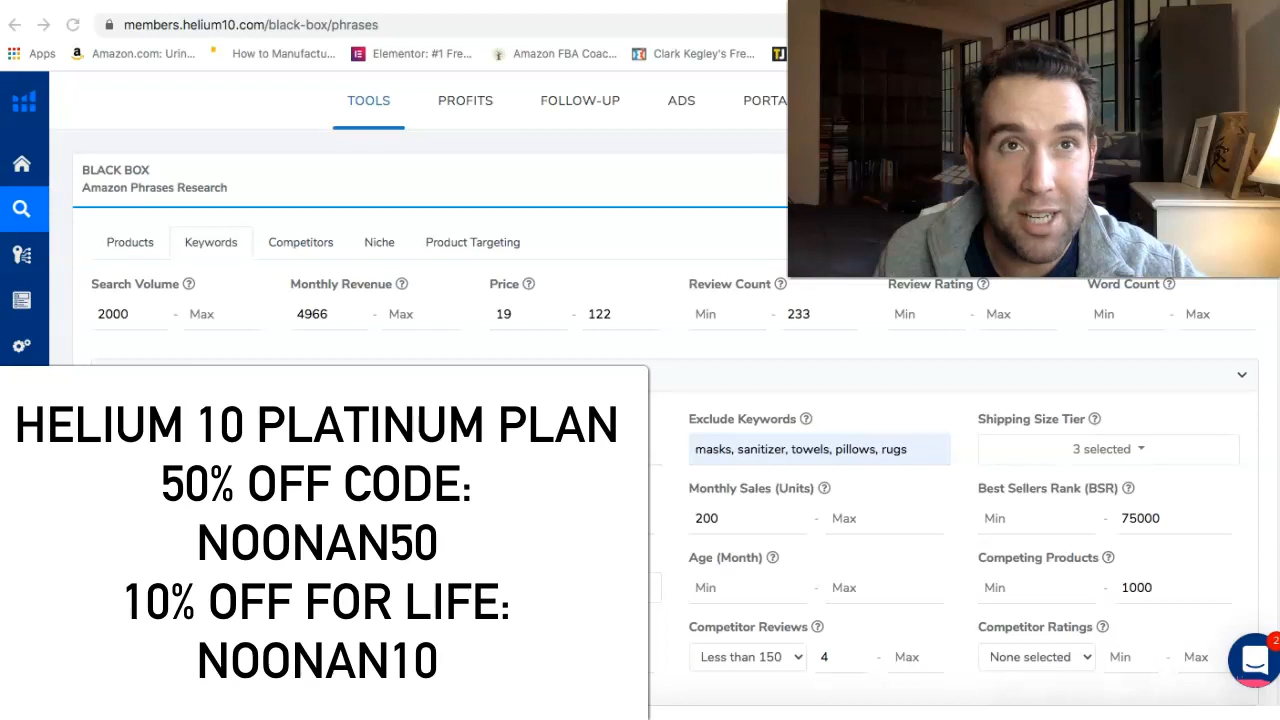 members.helium10.com/black-box/phrases
Apps
Amazon.com: Urin...
How to Manufactu...
Elementor: #1 Fre...
Amazon FBA Coac...
Clark Kegley's Fre...
TJ
TOOLS
PROFITS
FOLLOW-UP
ADS
PORTA
BLACK BOX
Amazon Phrases Research
Products
Keywords
Competitors
Niche
Product Targeting
Search Volume
Monthly Revenue
Price
Review Count
Review Rating
Word Count
2000 - Max
4966 - Max
19 - 122
Min - 233
Min - Max
Min - Max
Exclude Keywords
Shipping Size Tier
masks, sanitizer, towels, pillows, rugs
3 selected
Monthly Sales (Units)
Best Sellers Rank (BSR)
200 - Max
Min - 75000
Age (Month)
Competing Products
Min - Max
Min - 1000
Competitor Reviews
Competitor Ratings
Less than 150
4 - Max
None selected
Min - Max
2
HELIUM 10 PLATINUM PLAN
50% OFF CODE:
NOONAN50
10% OFF FOR LIFE:
NOONAN10